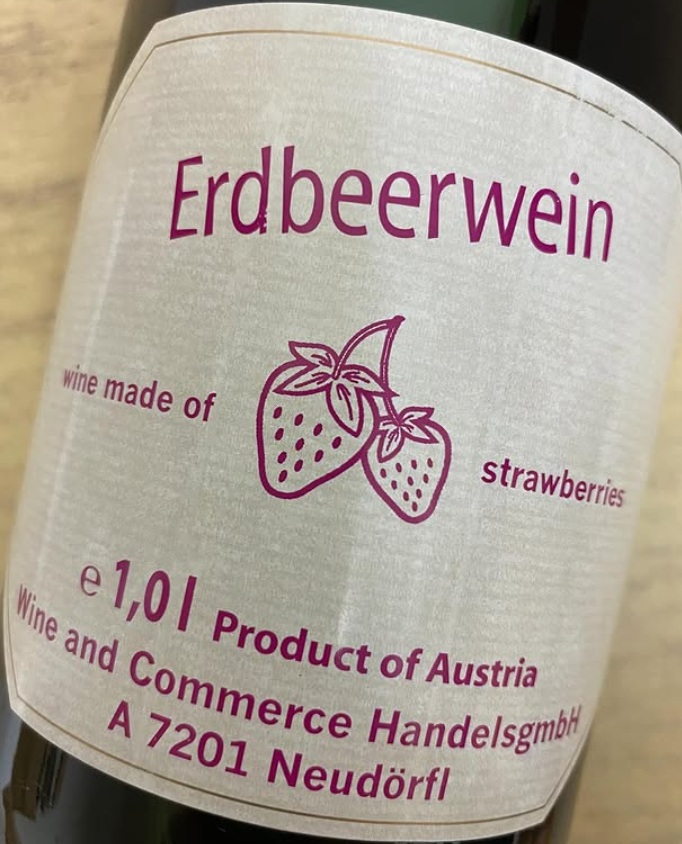 Erdbeerwein
wine made of
strawberries
℮ 1,0 l Product of Austria
Wine and Commerce HandelsgmbH
A 7201 Neudörfl